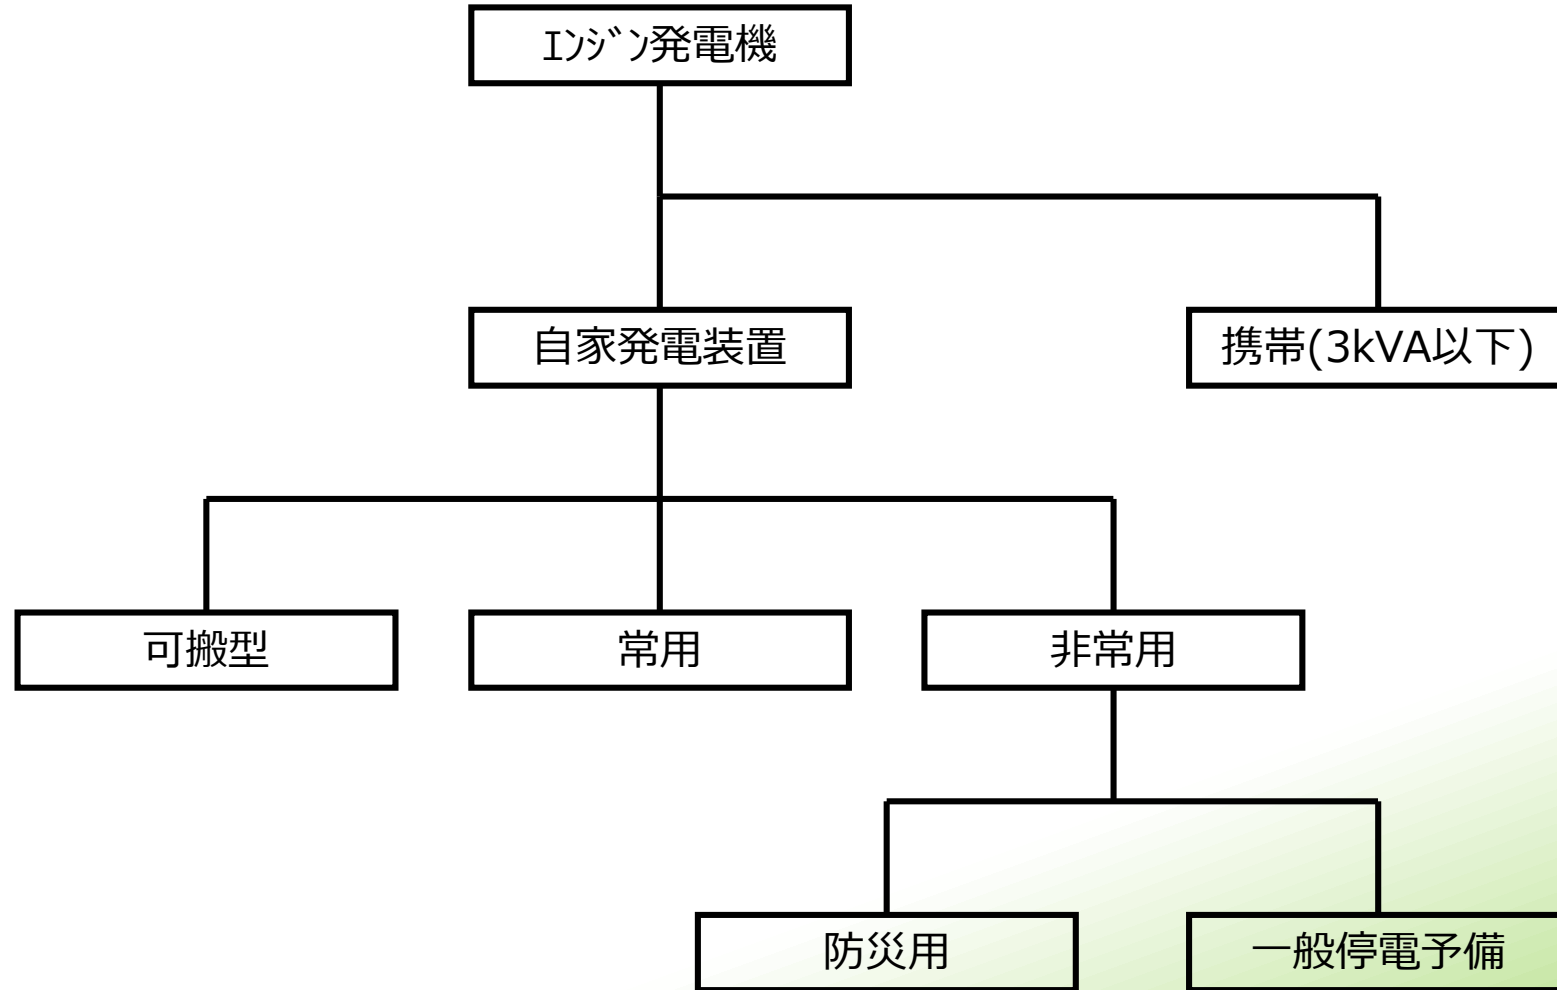 ｴﾝｼﾞﾝ発電機
自家発電装置
携帯(3kVA以下)
可搬型
常用
非常用
防災用
一般停電予備